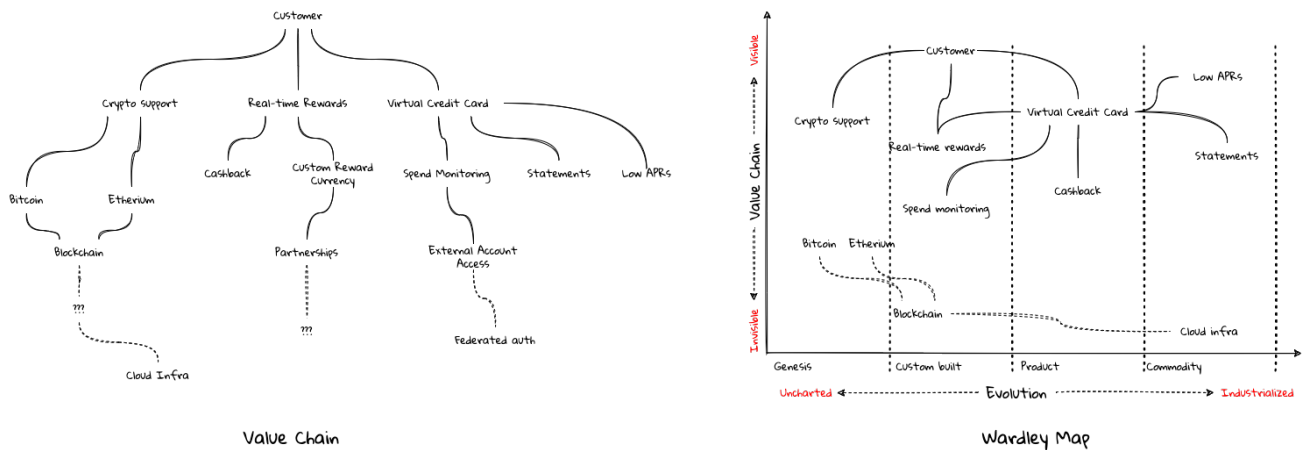 Customer
Crypto support
Real-time Rewards
Virtual Credit Card
Cashback
Custom Reward
Currency
Spend Monitoring
Statements
Low APRs
Bitcoin
Etherium
Blockchain
Partnerships
External Account
Access
???
???
Federated auth
Cloud Infra
Value Chain
Visible
Value Chain
Invisible
Customer
Low APRs
Crypto support
Virtual Credit Card
Real-time rewards
Statements
Cashback
Spend monitoring
Bitcoin
Etherium
Blockchain
Cloud infra
Genesis
Custom built
Product
Commodity
Uncharted
Evolution
Industrialized
Wardley Map